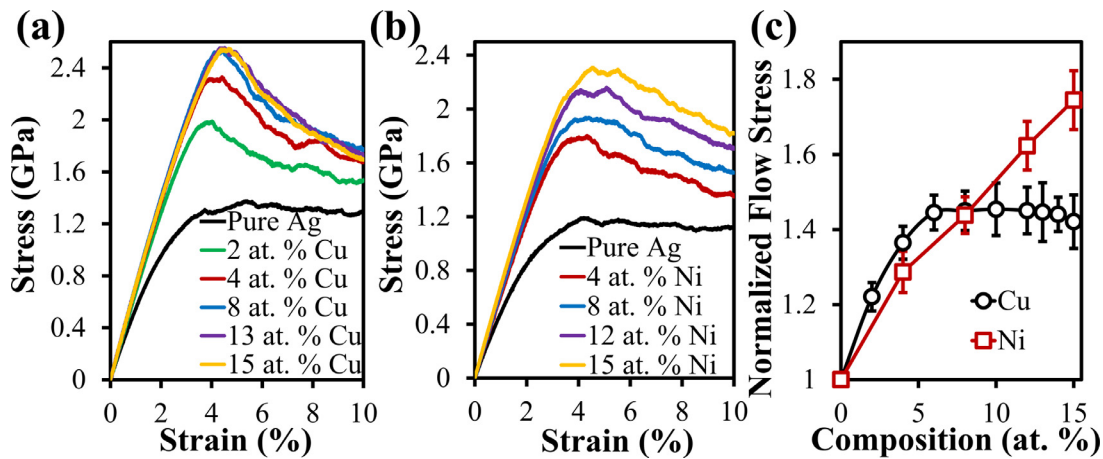 (a)
Stress (GPa)
2.4
2
1.6
1.2
0.8
0.4
0
Pure Ag
2 at. % Cu
4 at. % Cu
8 at. % Cu
13 at. % Cu
15 at. % Cu
0 2 4 6 8 10
Strain (%)
(b)
Stress (GPa)
2.4
2
1.6
1.2
0.8
0.4
0
Pure Ag
4 at. % Ni
8 at. % Ni
12 at. % Ni
15 at. % Ni
0 2 4 6 8 10
Strain (%)
(c)
Normalized Flow Stress
1.8
1.6
1.4
1.2
1
Cu
Ni
0 5 10 15
Composition (at. %)